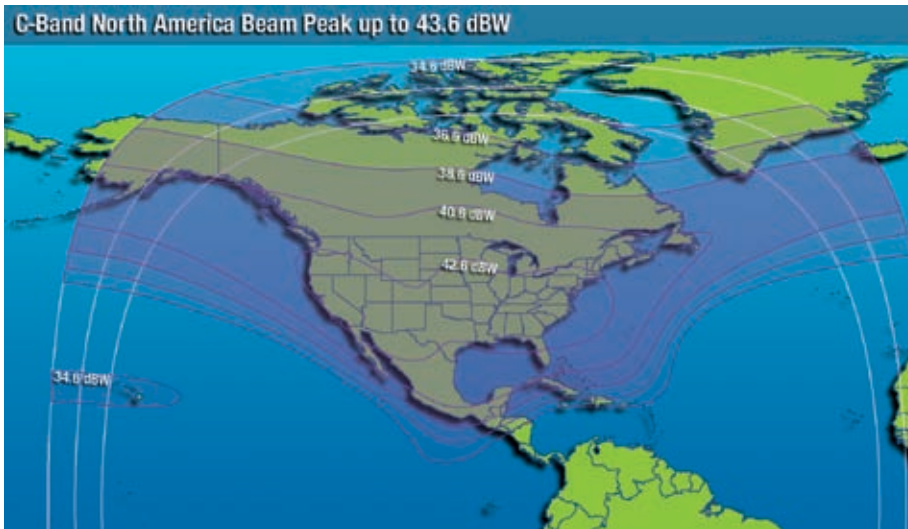 C-Band North America Beam Peak up to 43.6 dBW
34.6 dBW
36.6 dBW
38.6 dBW
40.6 dBW
42.6 dBW
34.6 dBW